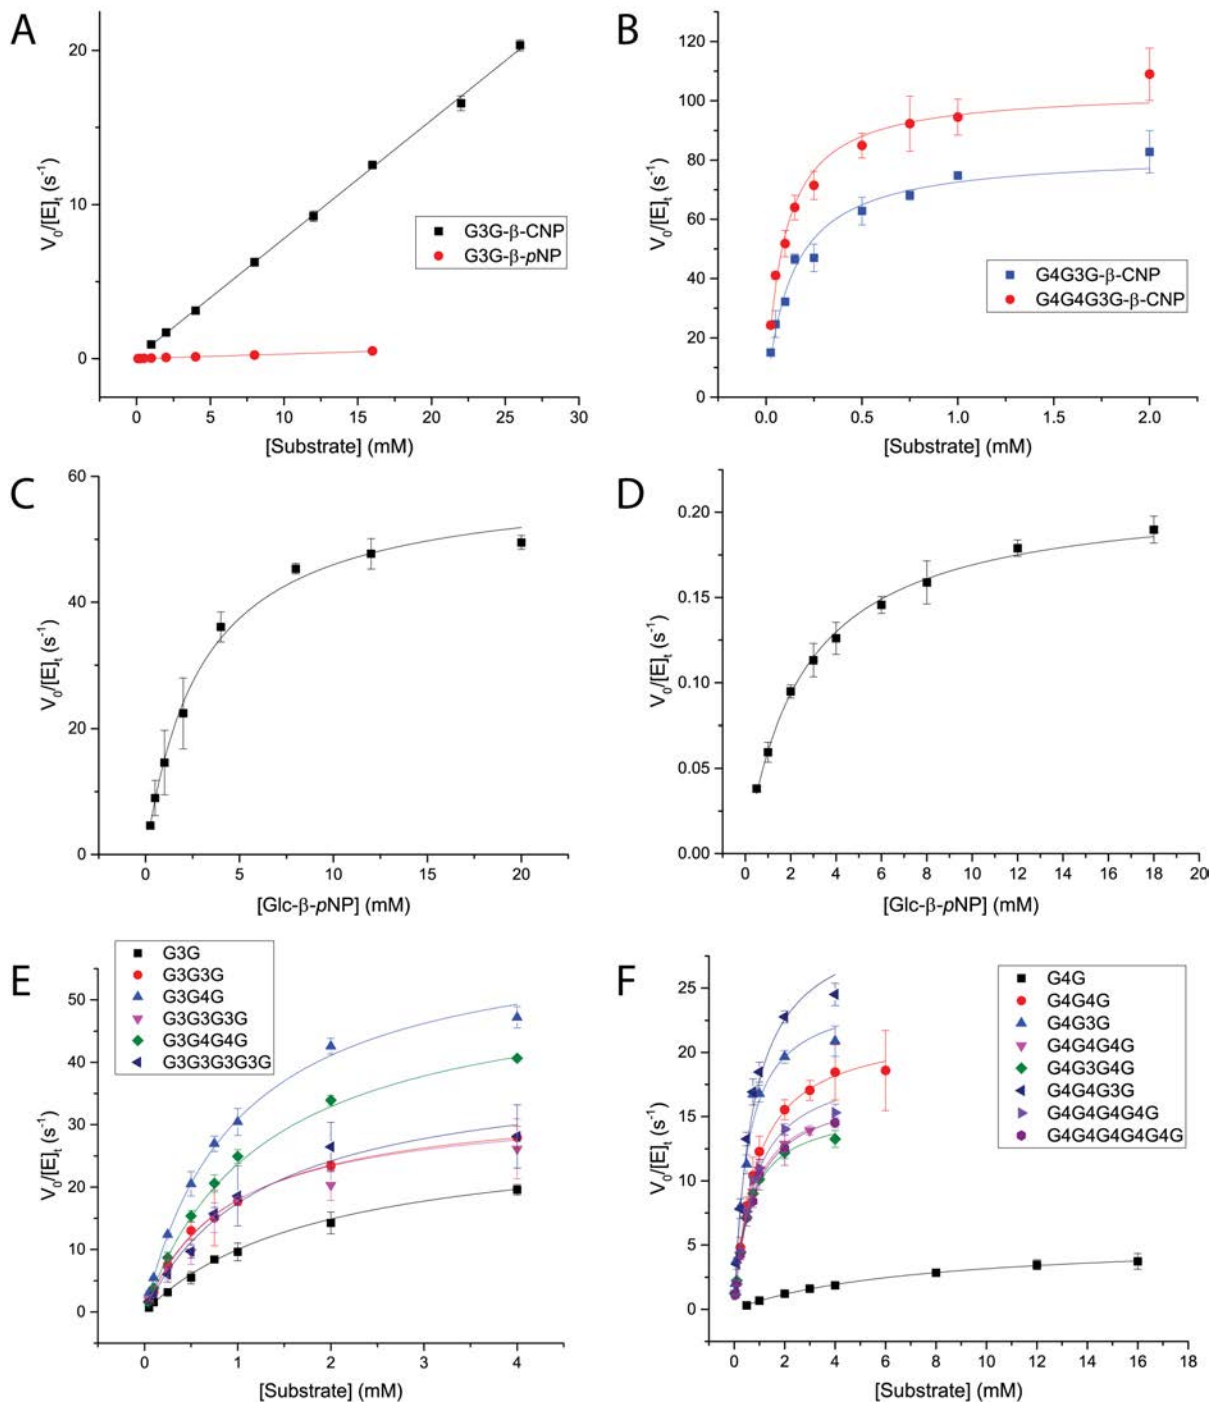 A
V₀/[E]ₜ (s⁻¹)
20
10
0
G3G-β-CNP
G3G-β-pNP
0 5 10 15 20 25 30
[Substrate] (mM)
B
V₀/[E]ₜ (s⁻¹)
120
100
80
60
40
20
0
G4G3G-β-CNP
G4G4G3G-β-CNP
0.0 0.5 1.0 1.5 2.0
[Substrate] (mM)
C
V₀/[E]ₜ (s⁻¹)
60
40
20
0
0 5 10 15 20
[Glc-β-pNP] (mM)
D
V₀/[E]ₜ (s⁻¹)
0.20
0.15
0.10
0.05
0.00
0 2 4 6 8 10 12 14 16 18 20
[Glc-β-pNP] (mM)
E
G3G
G3G3G
G3G4G
G3G3G3G
G3G4G4G
G3G3G3G3G
V₀/[E]ₜ (s⁻¹)
50
40
30
20
10
0
0 1 2 3 4
[Substrate] (mM)
F
V₀/[E]ₜ (s⁻¹)
25
20
15
10
5
0
G4G
G4G4G
G4G3G
G4G4G4G
G4G3G4G
G4G4G3G
G4G4G4G4G
G4G4G4G4G4G
0 2 4 6 8 10 12 14 16 18
[Substrate] (mM)